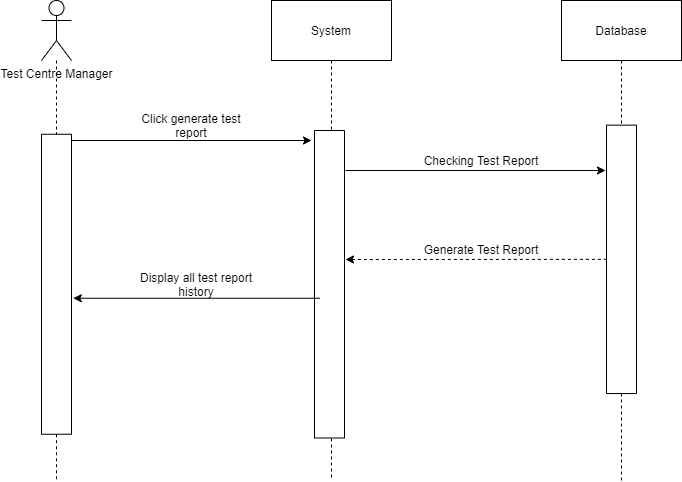 System
Database
Test Centre Manager
Click generate test
report
Checking Test Report
Generate Test Report
Display all test report
history